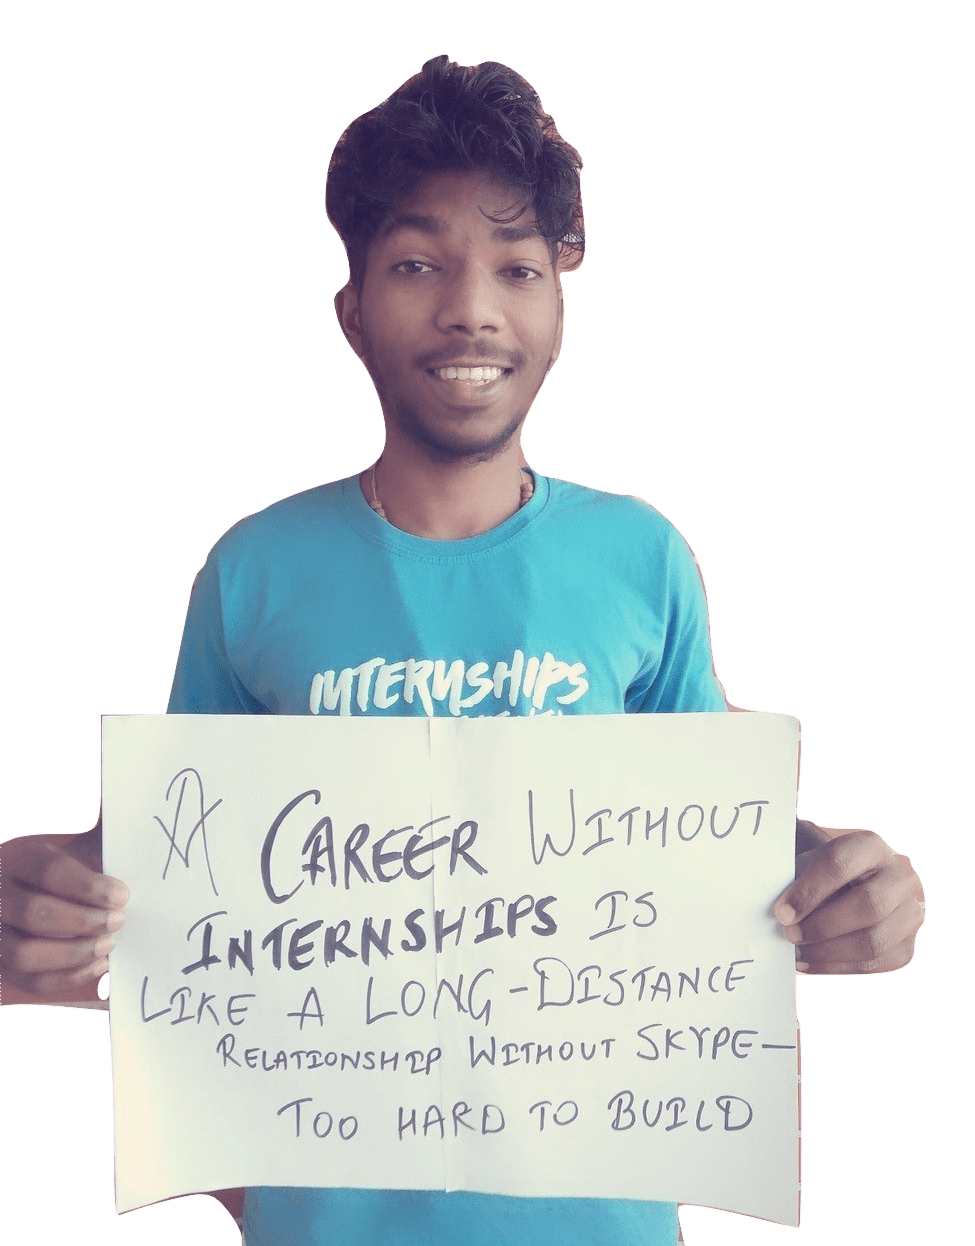 INTERNSHIPS
A CAREER WITHOUT
INTERNSHIPS IS
LIKE A LONG-DISTANCE
RELATIONSHIP WITHOUT SKYPE—
TOO HARD TO BUILD